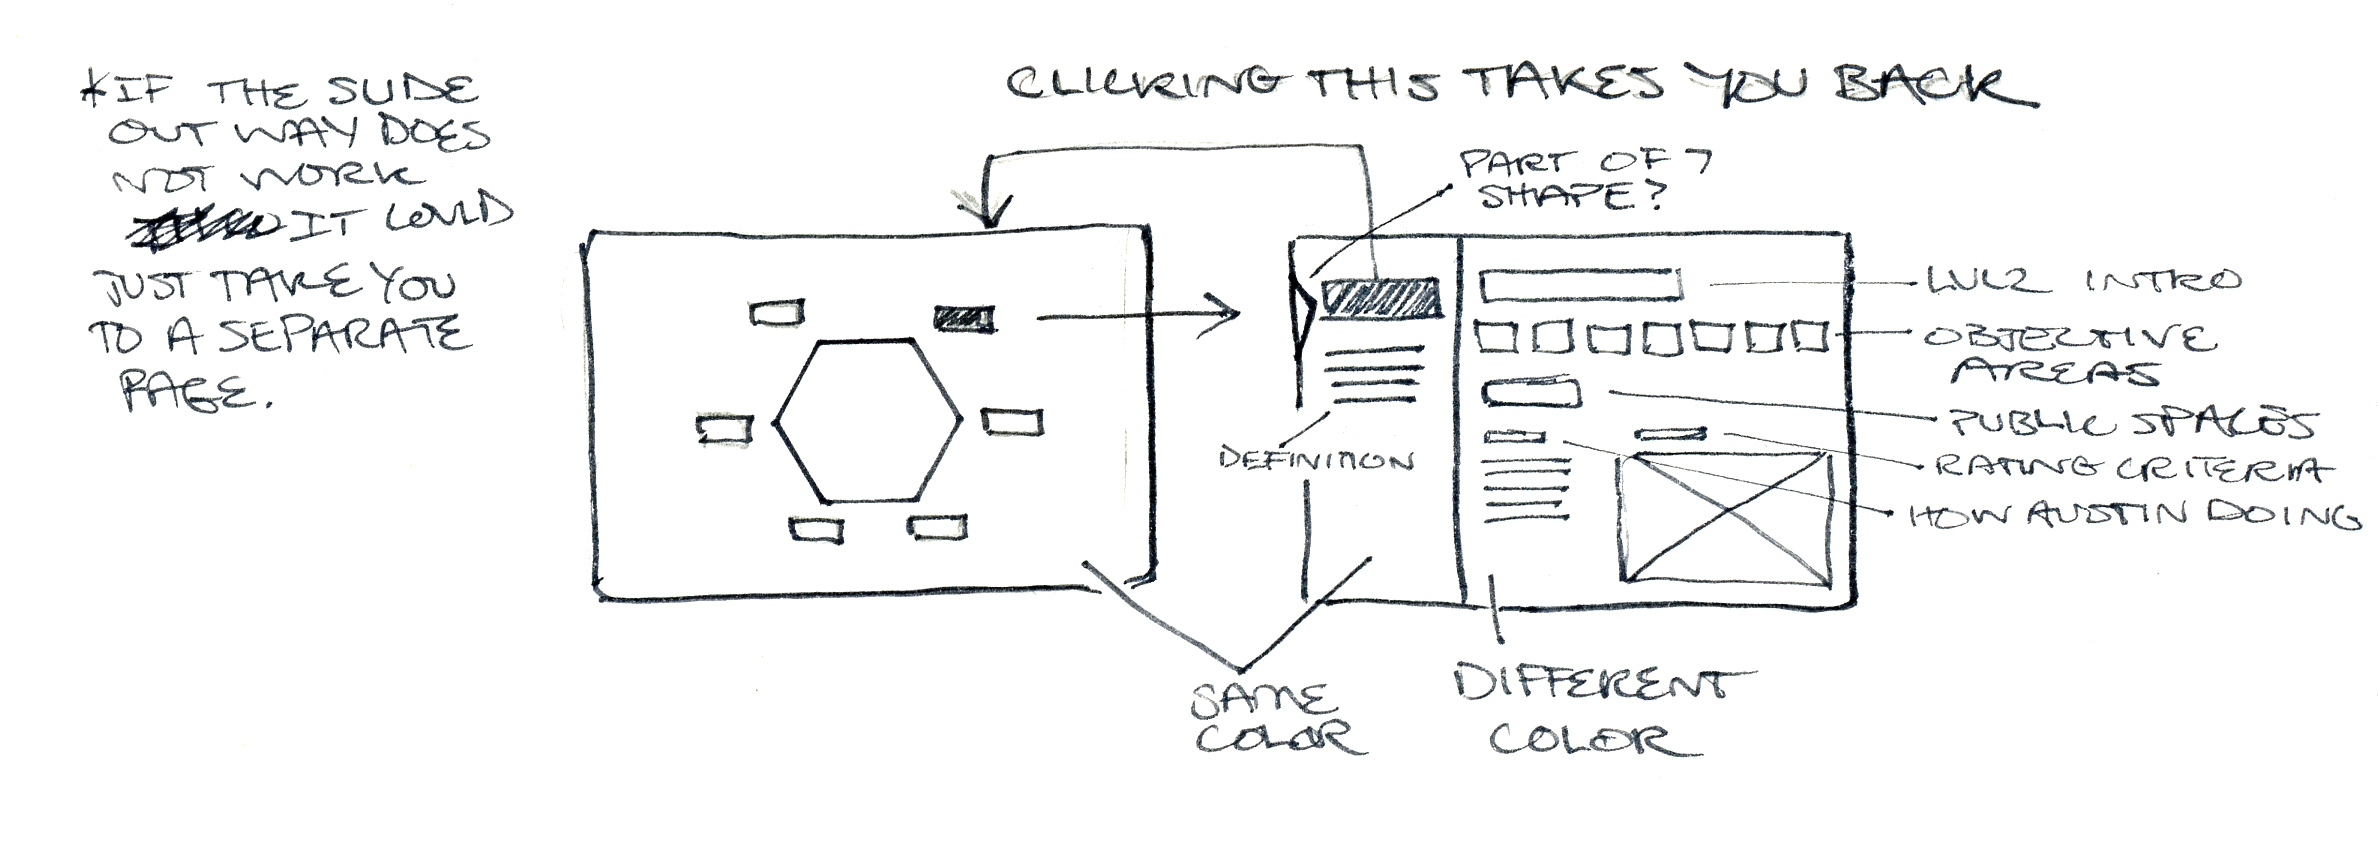 *IF THE SLIDE
OUT WAY DOES
NOT WORK
IT COULD
JUST TAKE YOU
TO A SEPARATE
PAGE.
CLICKING THIS TAKES YOU BACK
PART OF 7
SHAPE?
DEFINITION
LVL2 INTRO
OBJECTIVE
AREAS
PUBLIC SPACES
RATING CRITERIA
HOW AUSTIN DOING
SAME
COLOR
DIFFERENT
COLOR